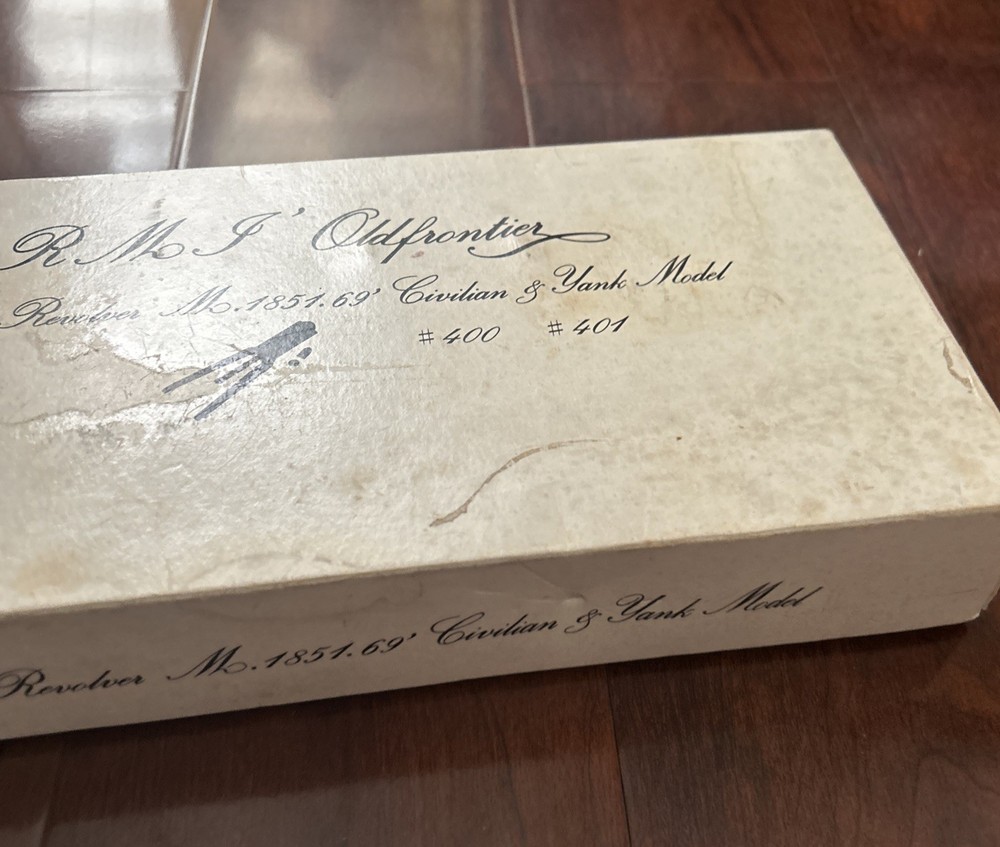 R M I' Oldfrontier
Revolver M.1851.69' Civilian & Yank Model
#400 #401
Revolver M.1851.69' Civilian & Yank Model